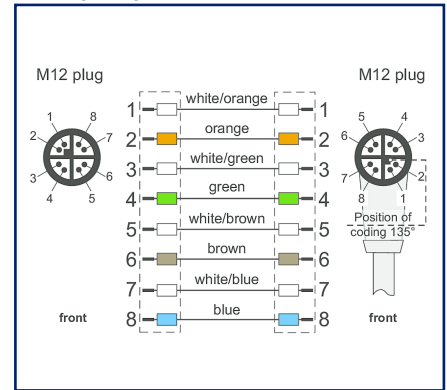 M12 plug
M12 plug
1 8
2 7
3 6
4 5
1 white/orange 1
2 orange 2
3 white/green 3
4 green 4
5 white/brown 5
6 brown 6
7 white/blue 7
8 blue 8
5 4
6 3
7 2
8 1
Position of
coding 135°
front
front